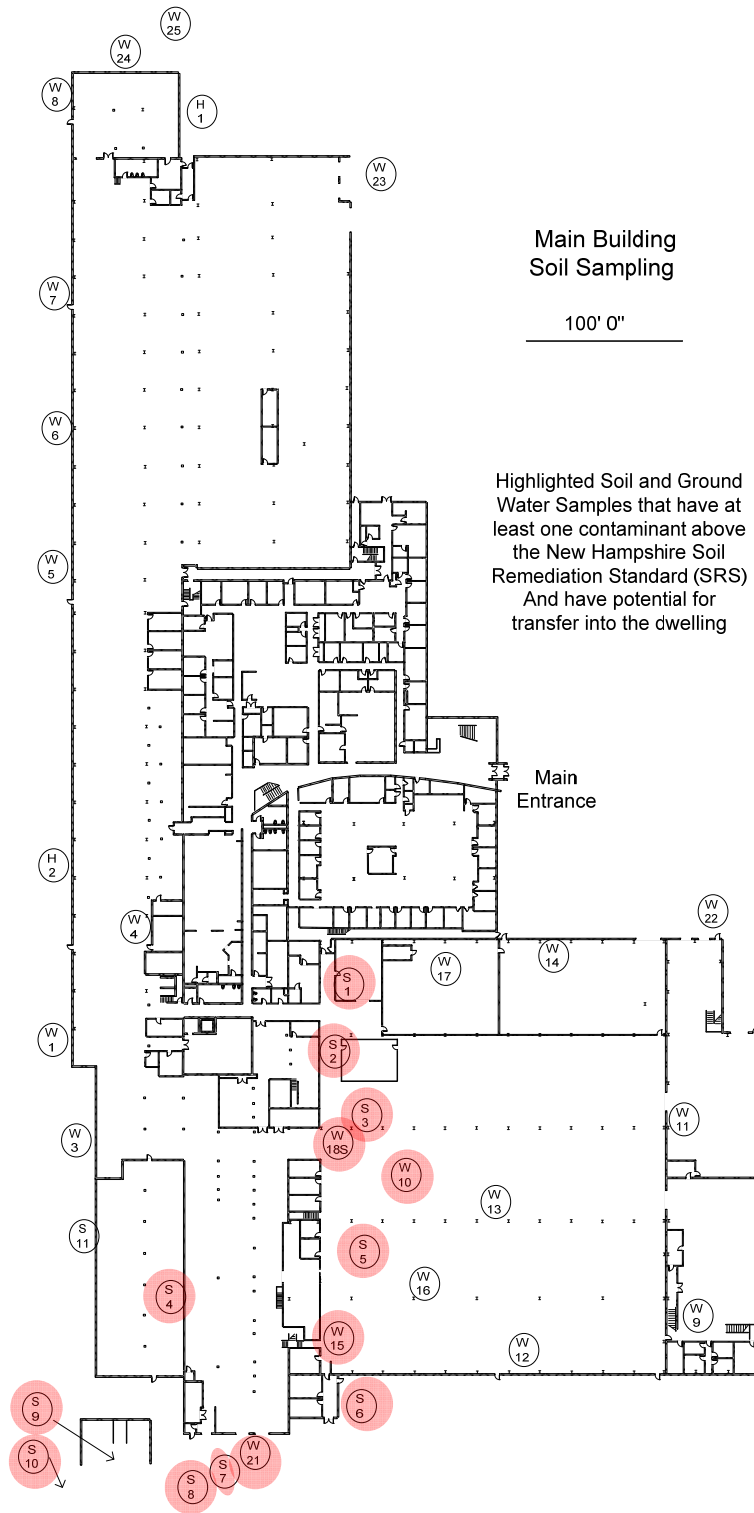 W
25
W
24
W
8
H
1
W
23
Main Building
Soil Sampling
W
7
100' 0"
W
6
Highlighted Soil and Ground
Water Samples that have at
least one contaminant above
the New Hampshire Soil
Remediation Standard (SRS)
And have potential for
transfer into the dwelling
W
5
Main
Entrance
H
2
W
4
W
22
W
17
W
14
S
1
W
1
S
2
S
3
W
11
W
3
W
18S
W
10
W
13
S
11
S
5
S
4
W
16
W
9
W
15
W
12
S
9
S
6
S
10
W
21
S
7
S
8